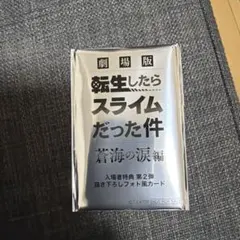 劇場版
転生したら
スライム
だった件
蒼海の涙編
入場者特典 第2弾
描き下ろしフォト風カード